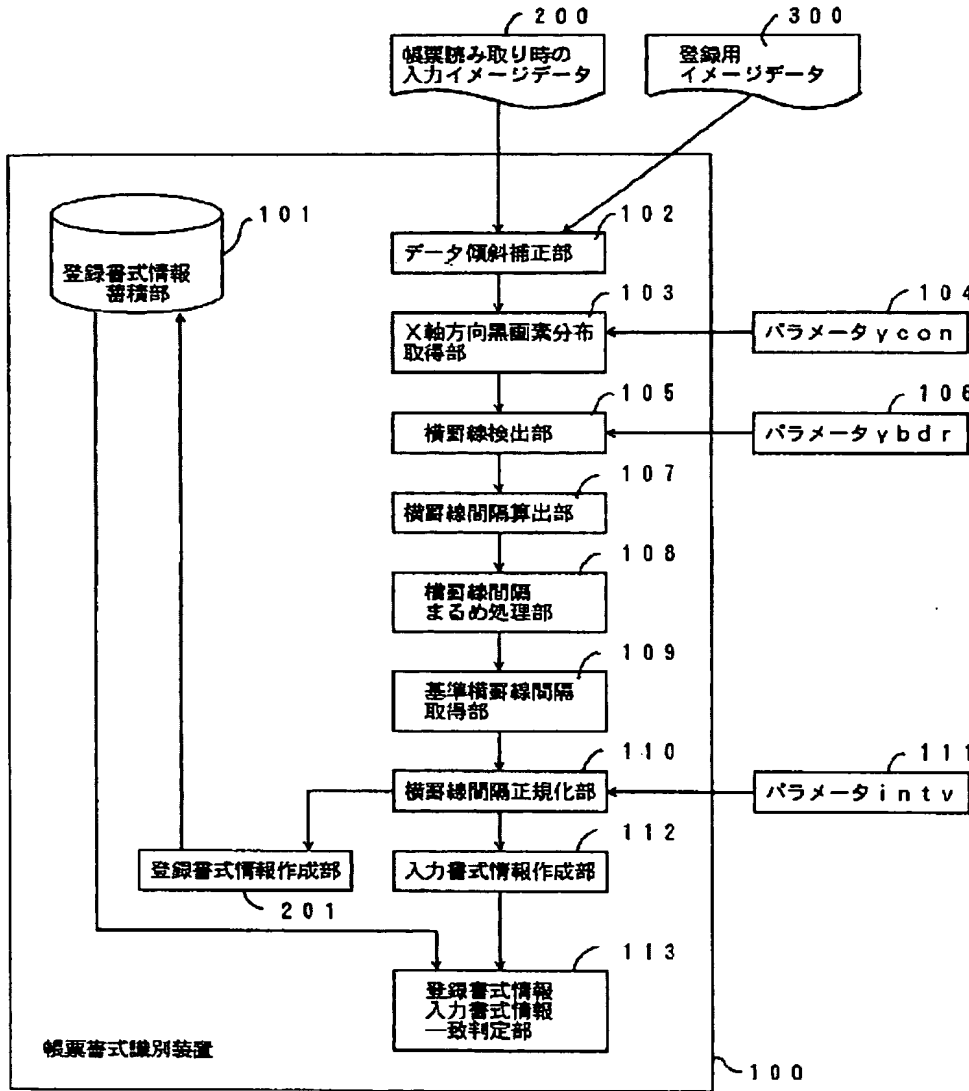 200
帳票読み取り時の
入力イメージデータ
300
登録用
イメージデータ
101
登録書式情報
蓄積部
102
データ傾斜補正部
103
X軸方向黒画素分布
取得部
104
パラメータycon
105
横罫線検出部
106
パラメータybdr
107
横罫線間隔算出部
108
横罫線間隔
まるめ処理部
109
基準横罫線間隔
取得部
110
横罫線間隔正規化部
111
パラメータintv
112
入力書式情報作成部
登録書式情報作成部
201
113
登録書式情報
入力書式情報
一致判定部
帳票書式識別装置
100